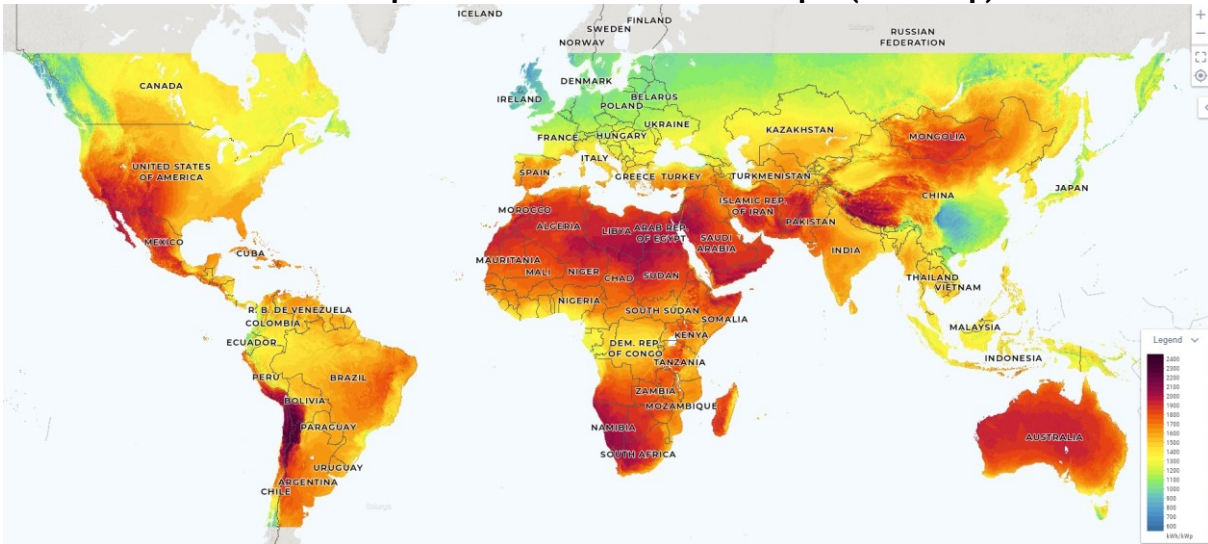 ICELAND
FINLAND
SWEDEN
NORWAY
RUSSIAN
FEDERATION
CANADA
DENMARK
IRELAND
BELARUS
POLAND
UKRAINE
FRANCE
HUNGARY
KAZAKHSTAN
MONGOLIA
ITALY
UNITED STATES
OF AMERICA
SPAIN
GREECE
TURKEY
TURKMENISTAN
CHINA
JAPAN
ISLAMIC REP.
OF IRAN
MOROCCO
ALGERIA
LIBYA
ARAB REP.
OF EGYPT
PAKISTAN
MEXICO
CUBA
SAUDI
ARABIA
INDIA
MAURITANIA
MALI
NIGER
CHAD
SUDAN
THAILAND
VIETNAM
R. B. DE VENEZUELA
NIGERIA
SOUTH SUDAN
SOMALIA
COLOMBIA
MALAYSIA
ECUADOR
DEM. REP.
OF CONGO
KENYA
TANZANIA
INDONESIA
PERU
BRAZIL
BOLIVIA
ZAMBIA
MOZAMBIQUE
PARAGUAY
NAMIBIA
AUSTRALIA
SOUTH AFRICA
URUGUAY
ARGENTINA
CHILE
Legend
2400
2300
2200
2100
2000
1900
1800
1700
1600
1500
1400
1300
1200
1100
1000
900
800
700
600
kWh/kWp